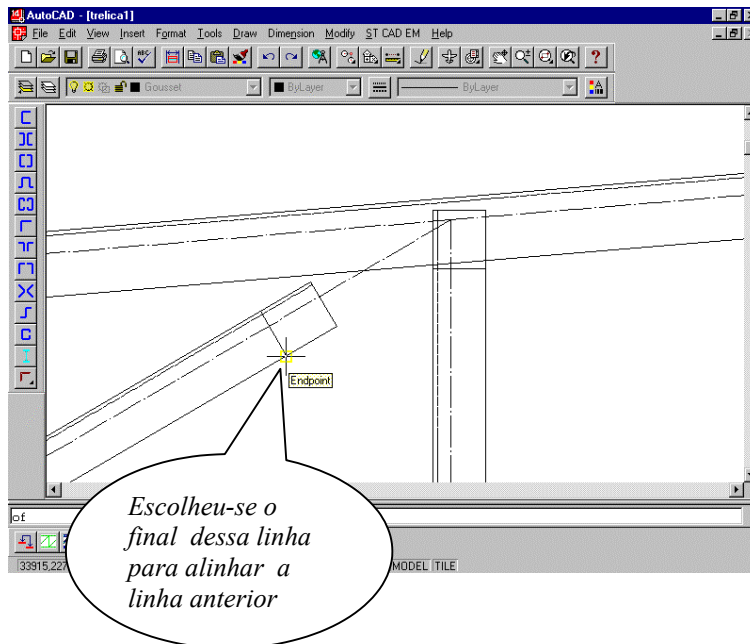 AutoCAD - [trelica1]
File Edit View Insert Format Tools Draw Dimension Modify ST CAD EM Help
Gousset ByLayer ByLayer
Endpoint
Escolheu-se o
final dessa linha
para alinhar a
linha anterior
of
33915,227
MODEL TILE